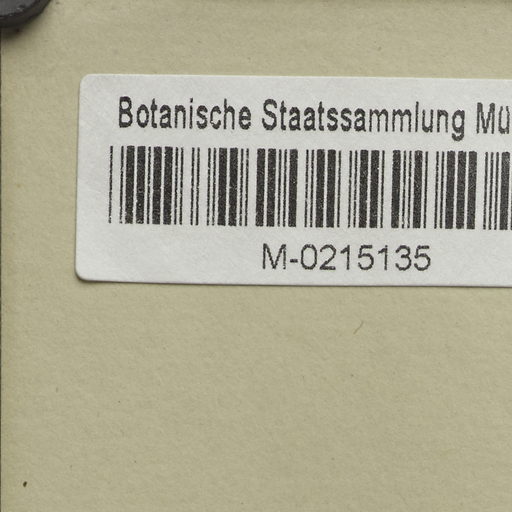 Botanische Staatssammlung Mü
M-0215135